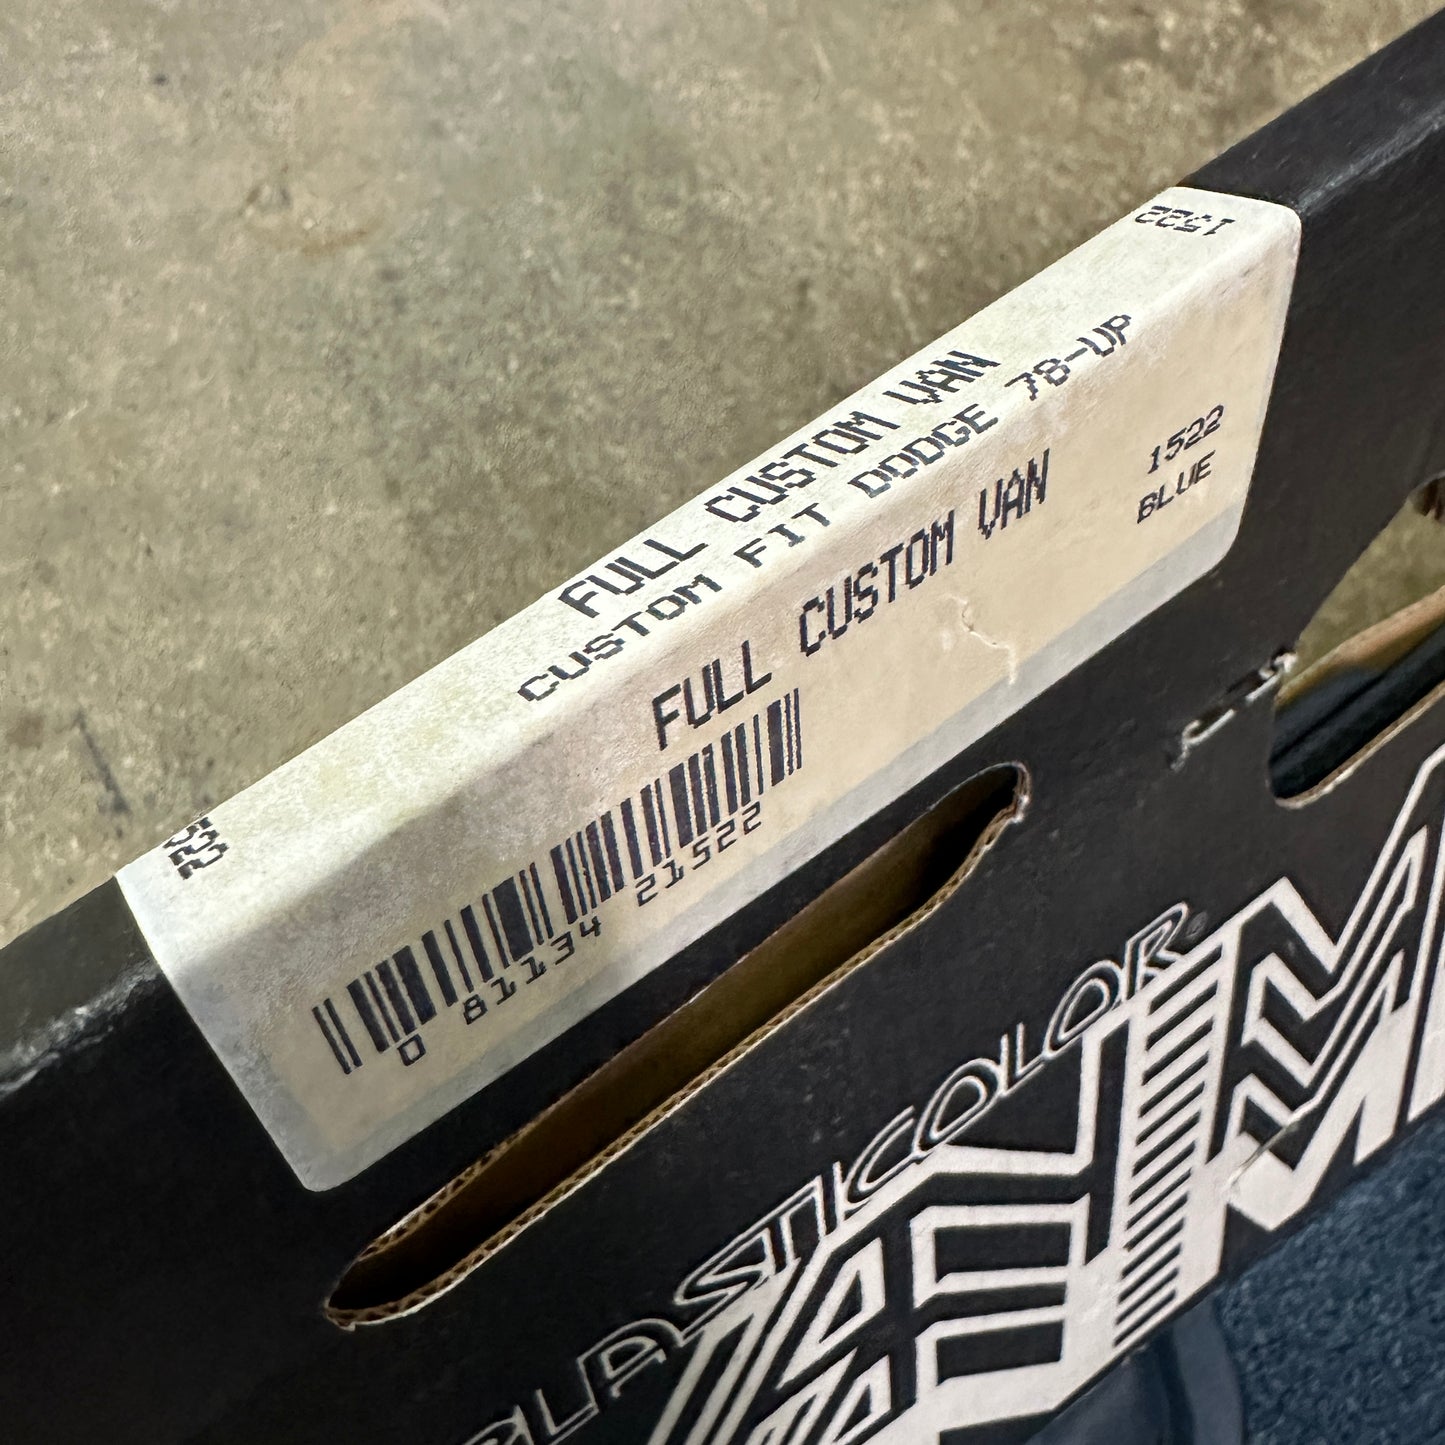 1522
FULL CUSTOM VAN
CUSTOM FIT DODGE 78-UP
1522
FULL CUSTOM VAN
1522
BLUE
0 81134 21522
PLASTICOLOR®